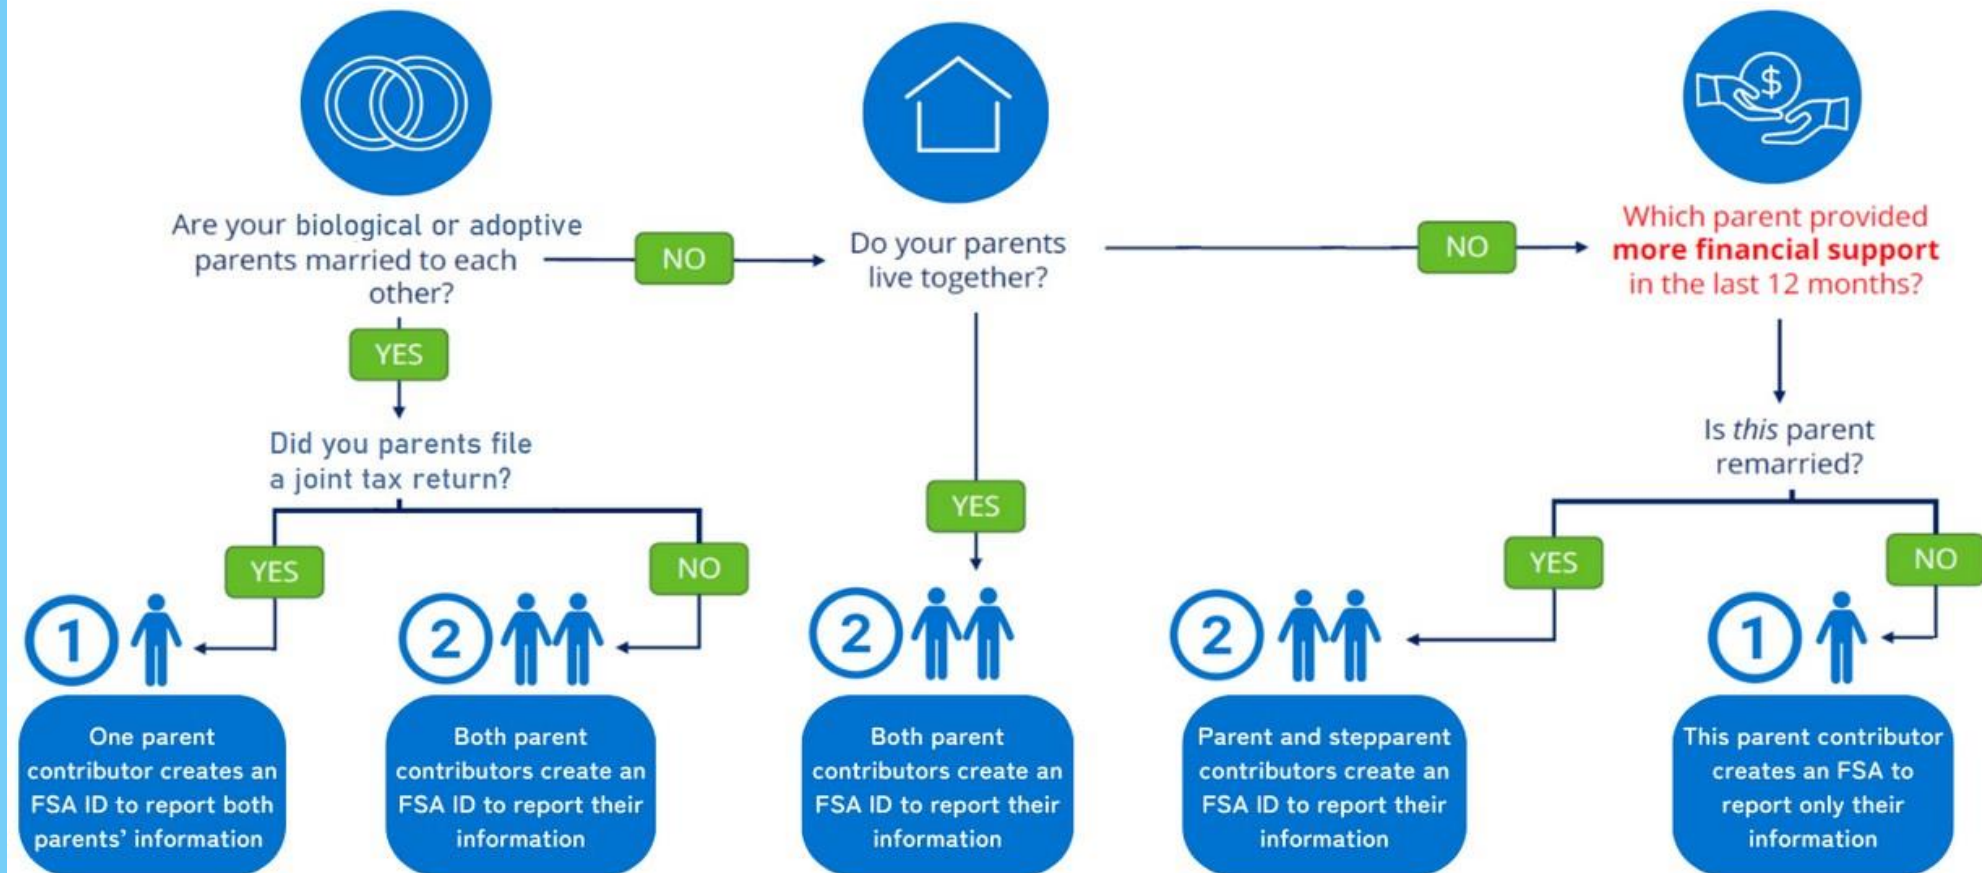 Are your biological or adoptive
parents married to each
other?
NO
Do your parents
live together?
NO
Which parent provided
more financial support
in the last 12 months?
YES
Did you parents file
a joint tax return?
YES
NO
YES
Is this parent
remarried?
YES
NO
1
2
2
2
1
One parent
contributor creates an
FSA ID to report both
parents’ information
Both parent
contributors create an
FSA ID to report their
information
Both parent
contributors create an
FSA ID to report their
information
Parent and stepparent
contributors create an
FSA ID to report their
information
This parent contributor
creates an FSA to
report only their
information
$